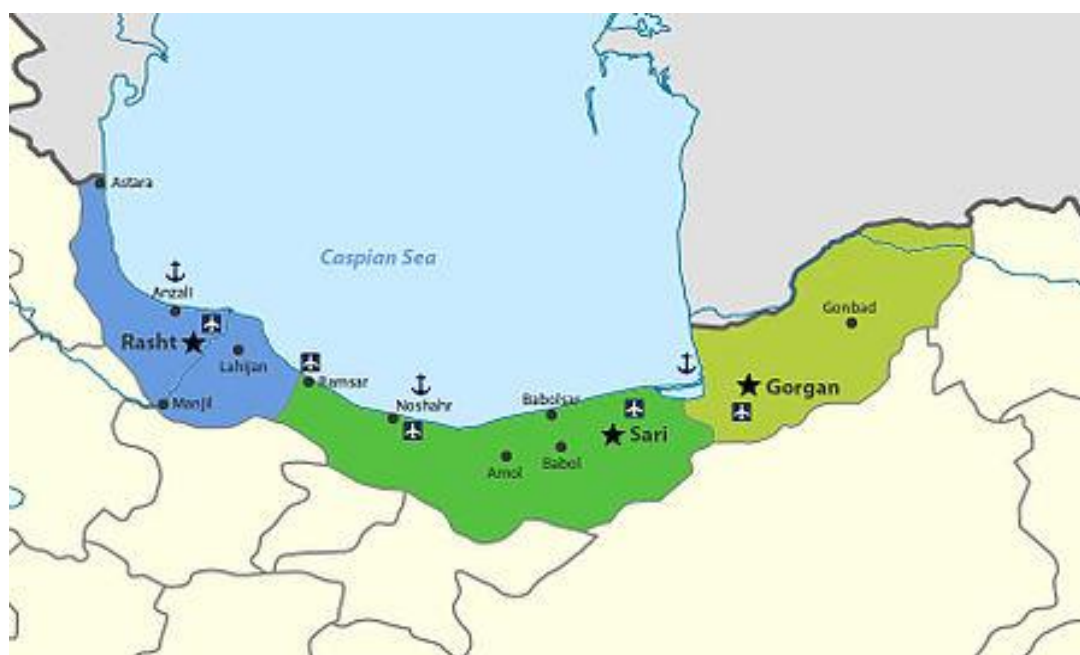 Astara
Caspian Sea
Anzali
Rasht
Lahijan
Manjil
Ramsar
Noshahr
Babolsar
Amol
Babol
Sari
Gonbad
Gorgan